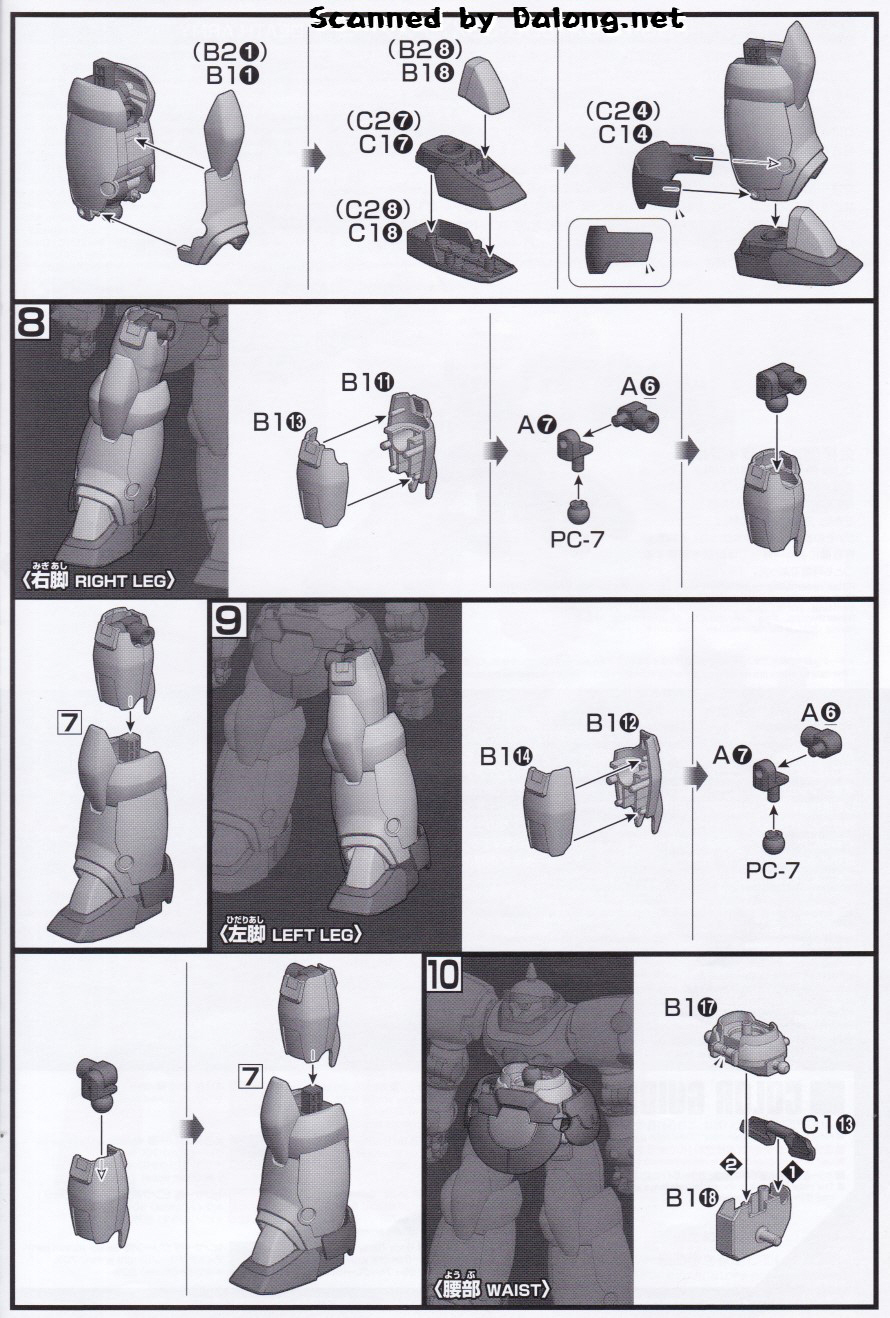 Scanned by Dalong.net
(B2❶)
B1❶
(B2❽)
B1❽
(C2❼)
C1❼
(C2❽)
C1❽
(C2❹)
C1❹
8
みぎあし
〈右脚 RIGHT LEG〉
B1⓫
B1⓭
A❻
A❼
PC-7
7
9
ひだりあし
〈左脚 LEFT LEG〉
B1⓬
B1⓮
A❻
A❼
PC-7
7
10
ようぶ
〈腰部 WAIST〉
B1⓱
C1⓭
2
1
B1⓲